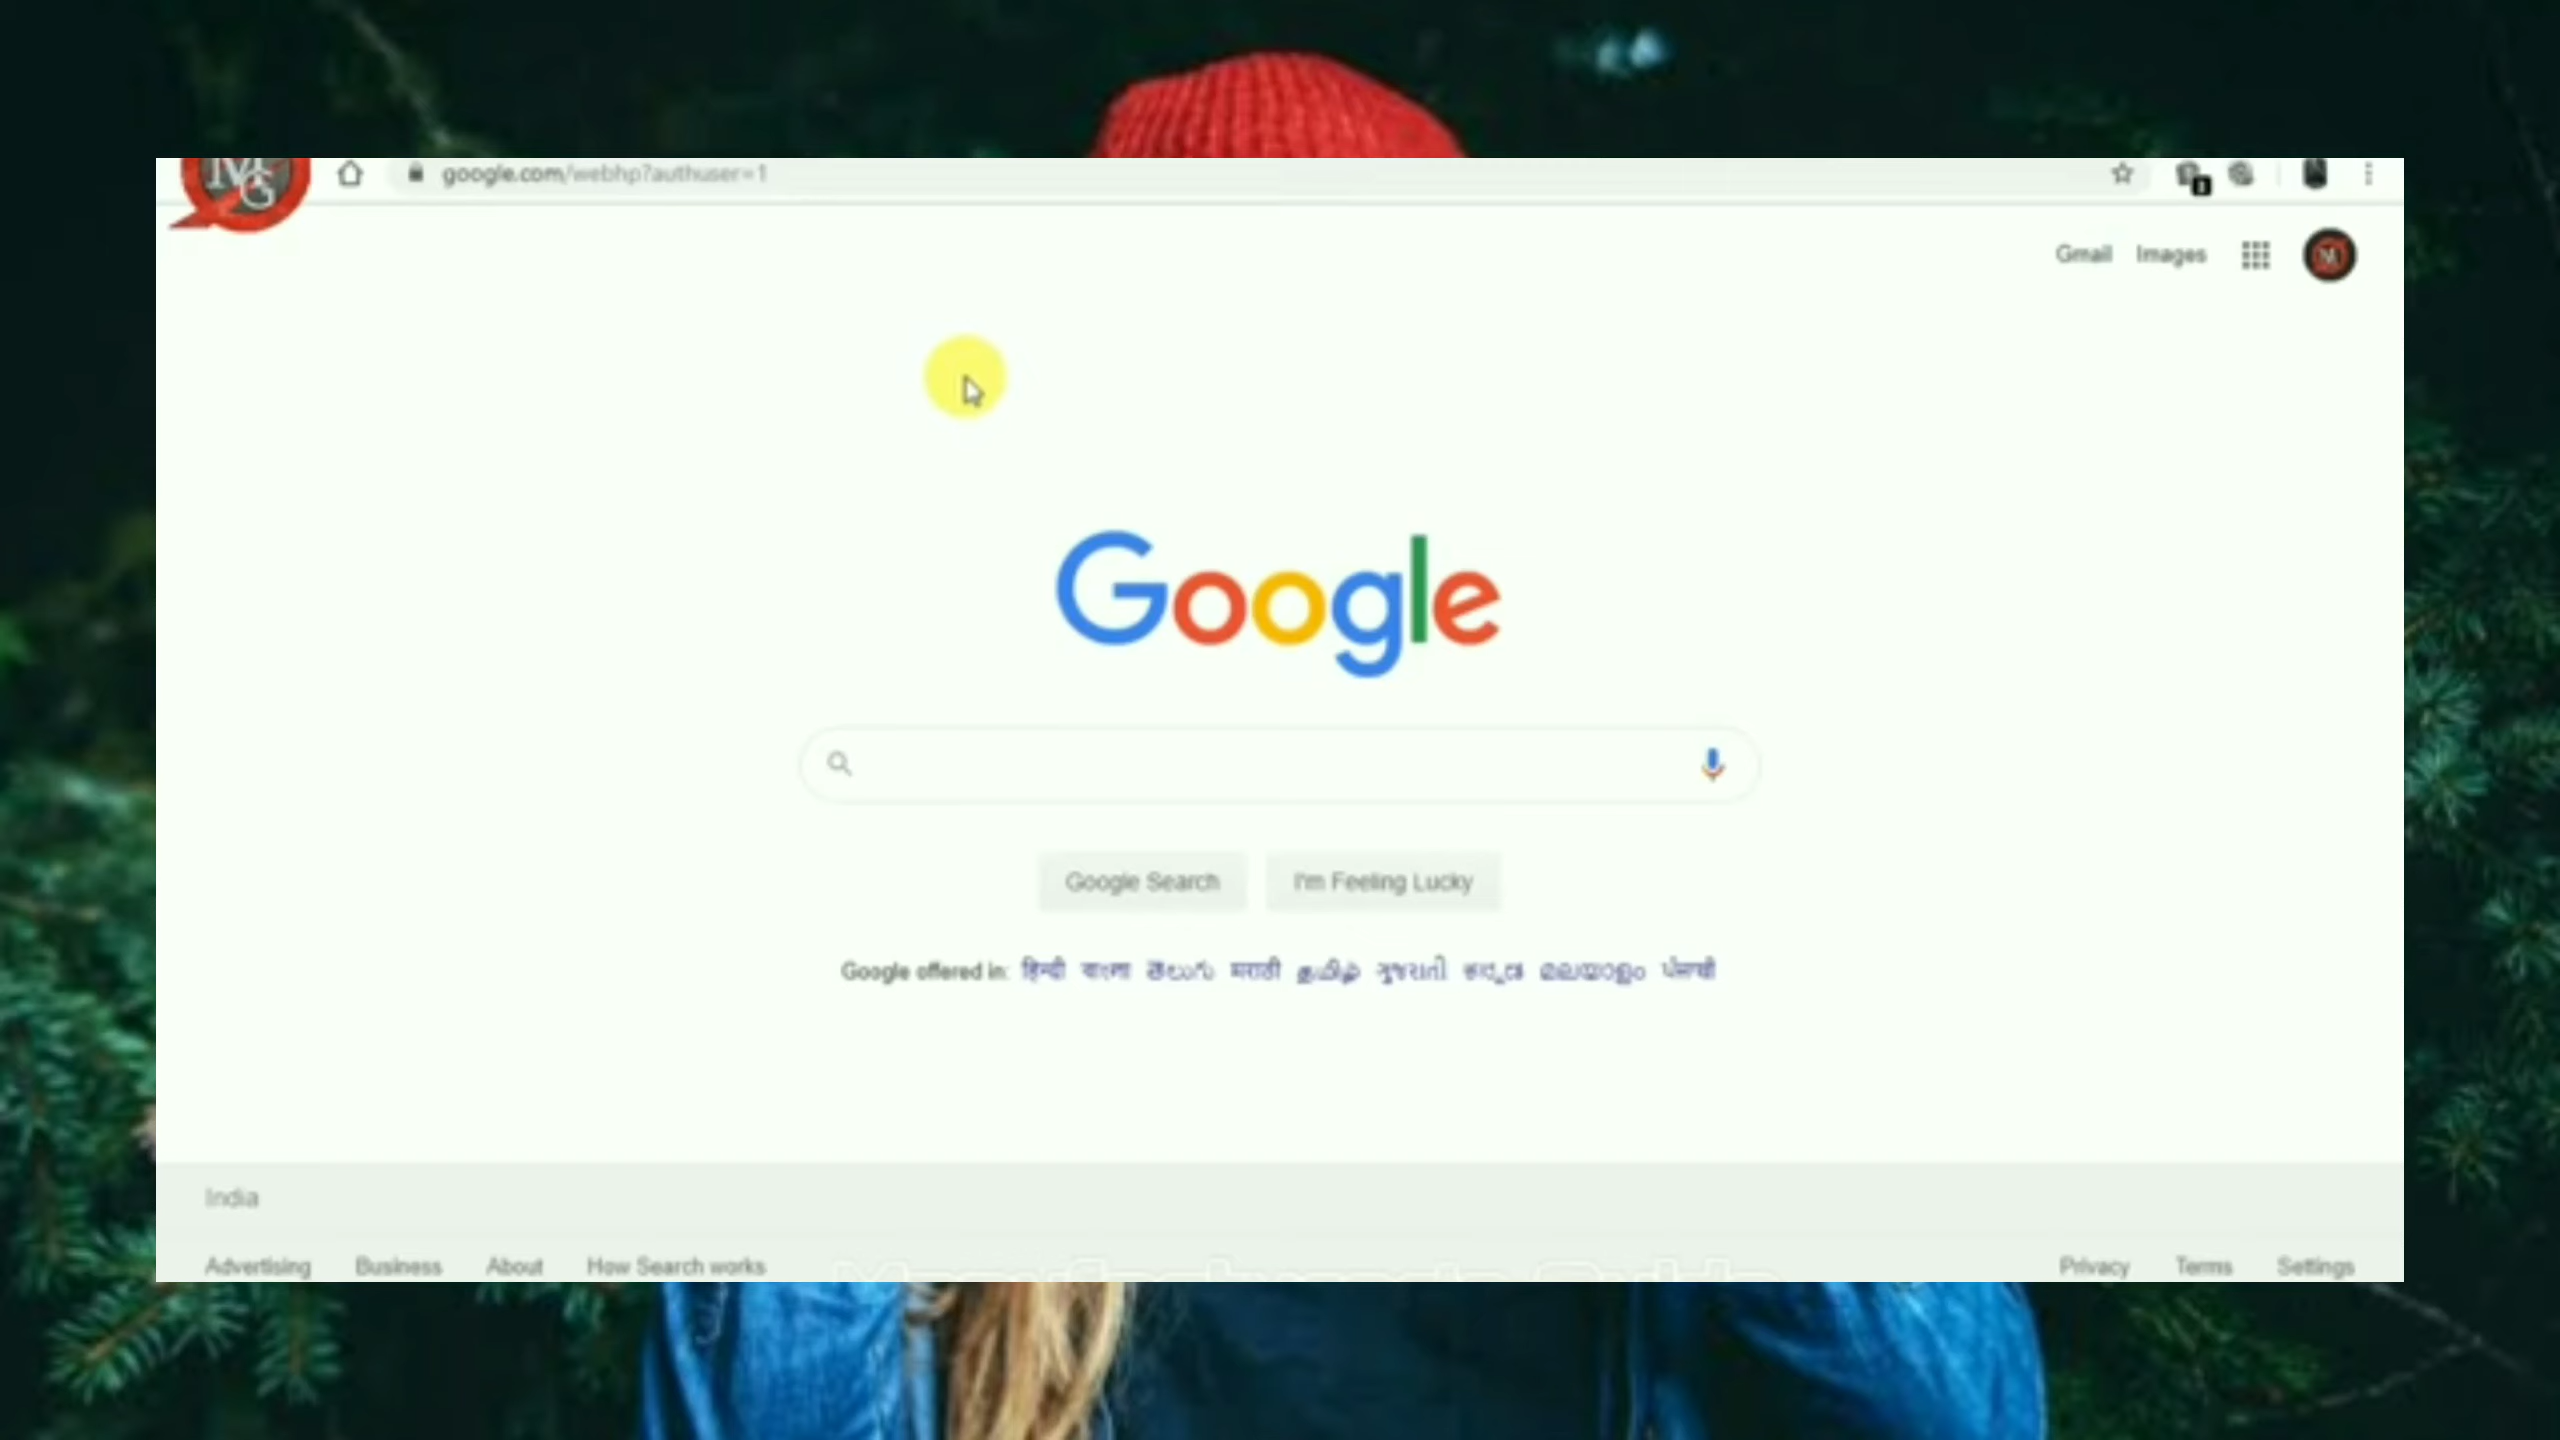 MG
google.com/webhp?authuser=1
Gmail Images
M
Google
Google Search I'm Feeling Lucky
Google offered in: हिन्दी বাংলা తెలుగు मराठी தமிழ் ગુજરાતી ಕನ್ನಡ മലയാളം ਪੰਜਾਬੀ
India
Advertising Business About How Search works Privacy Terms Settings